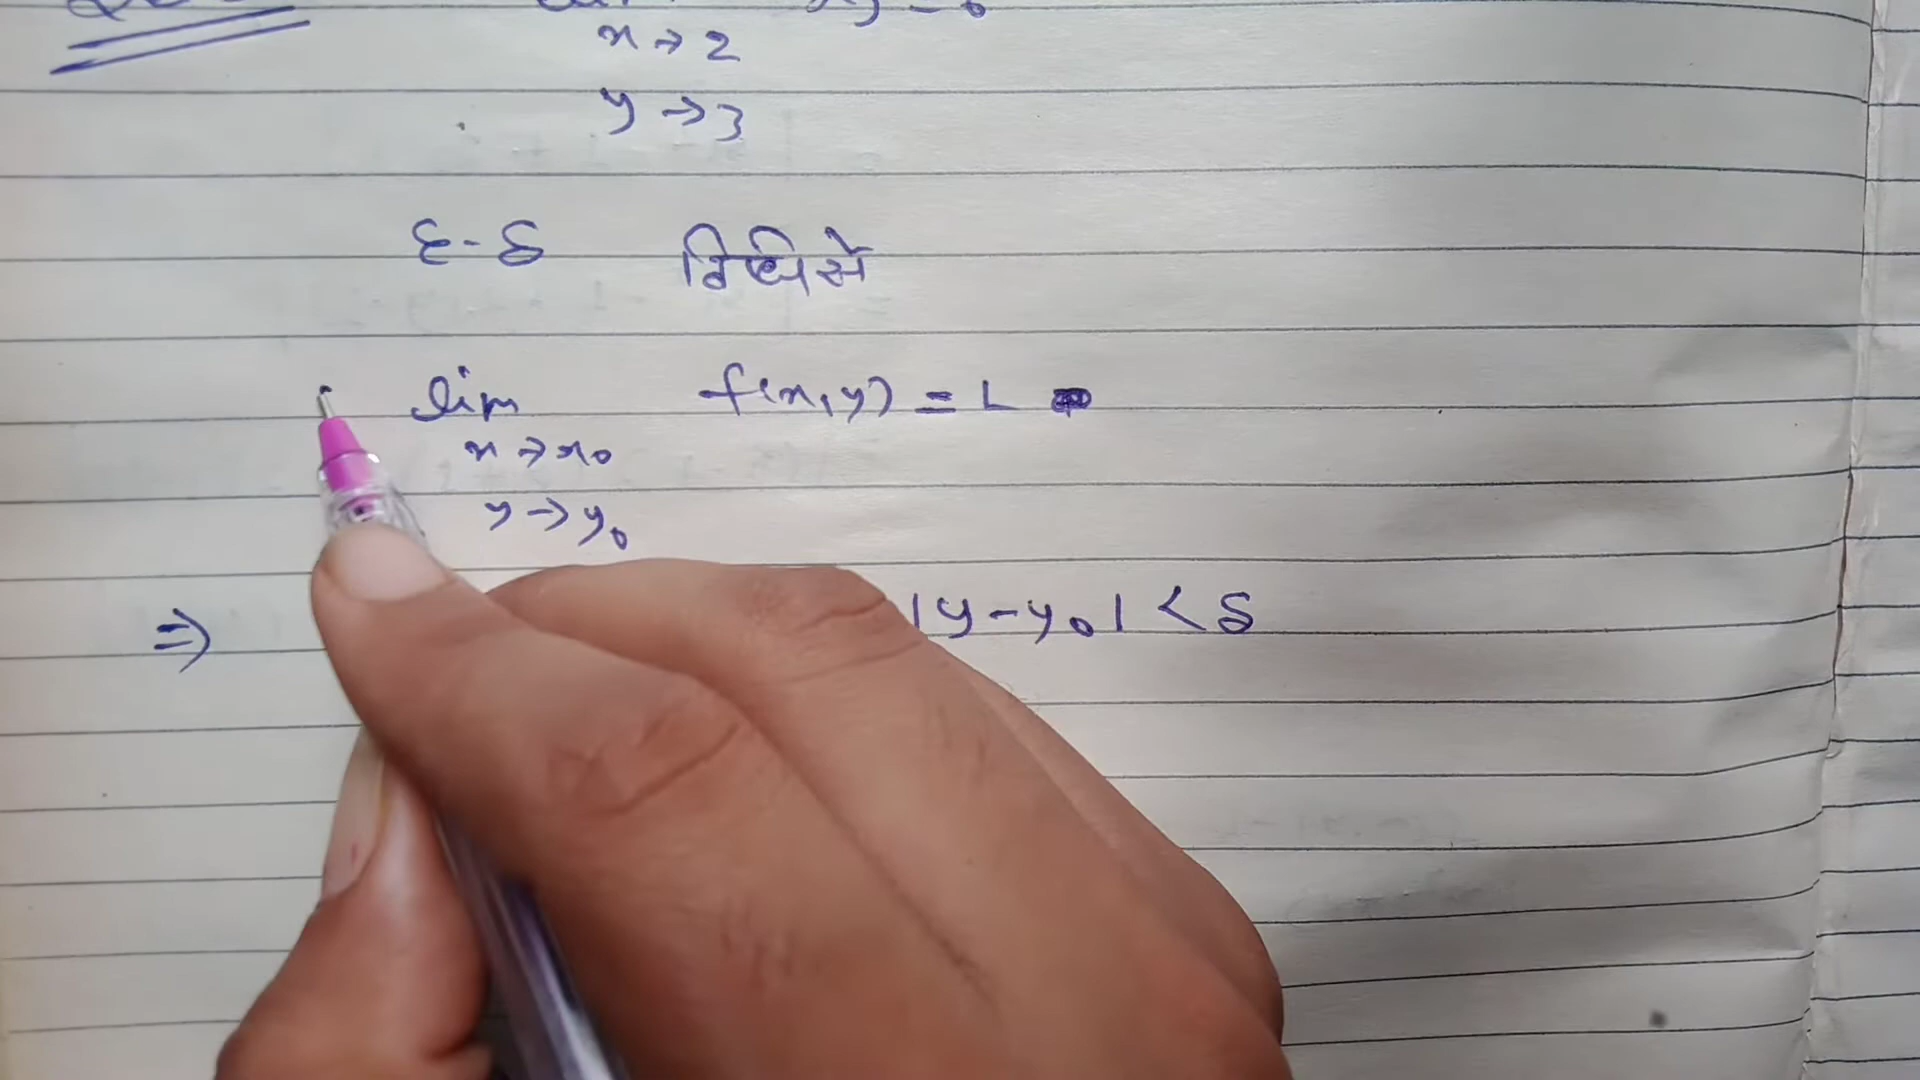 x → 2
y → 3
ε - δ विधि से
lim f(x, y) = L
x → x₀
y → y₀
⇒ |y - y₀| < δ